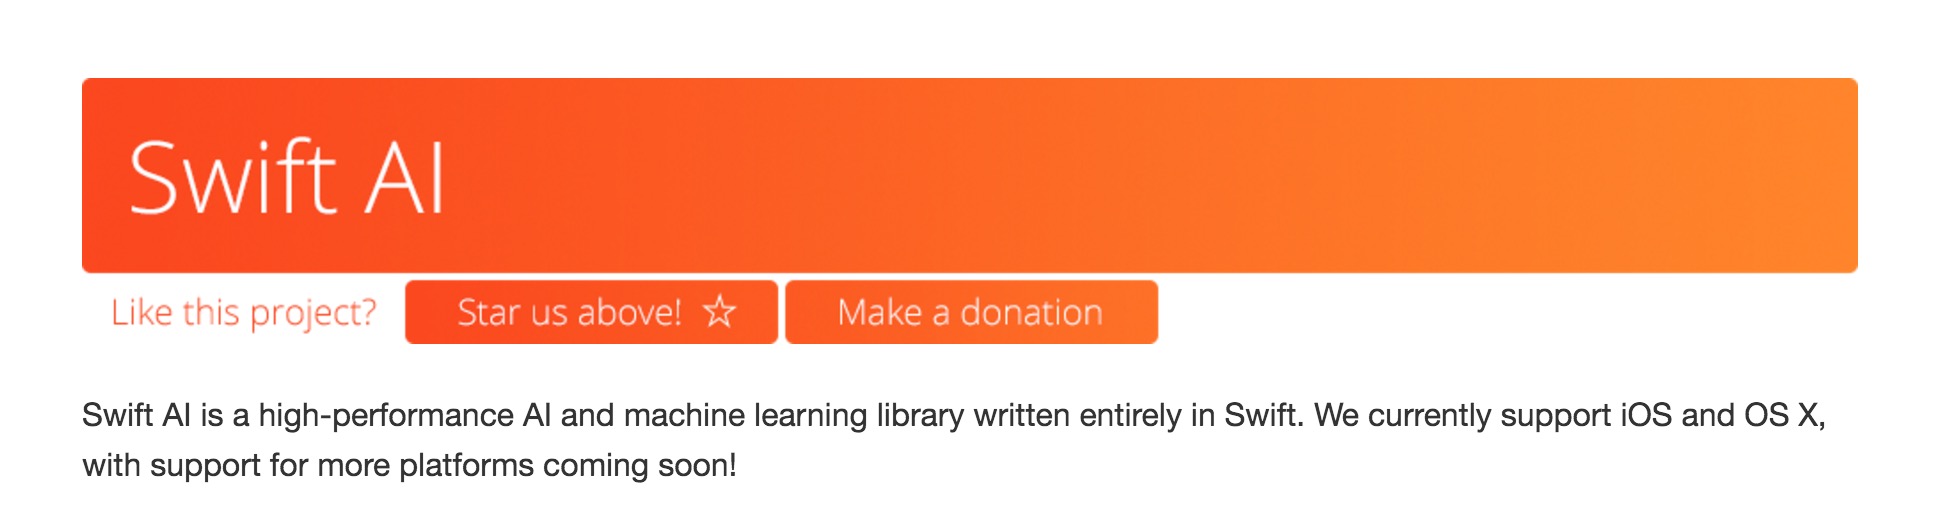 Swift AI
Like this project? Star us above! ☆ Make a donation
Swift AI is a high-performance AI and machine learning library written entirely in Swift. We currently support iOS and OS X,
with support for more platforms coming soon!